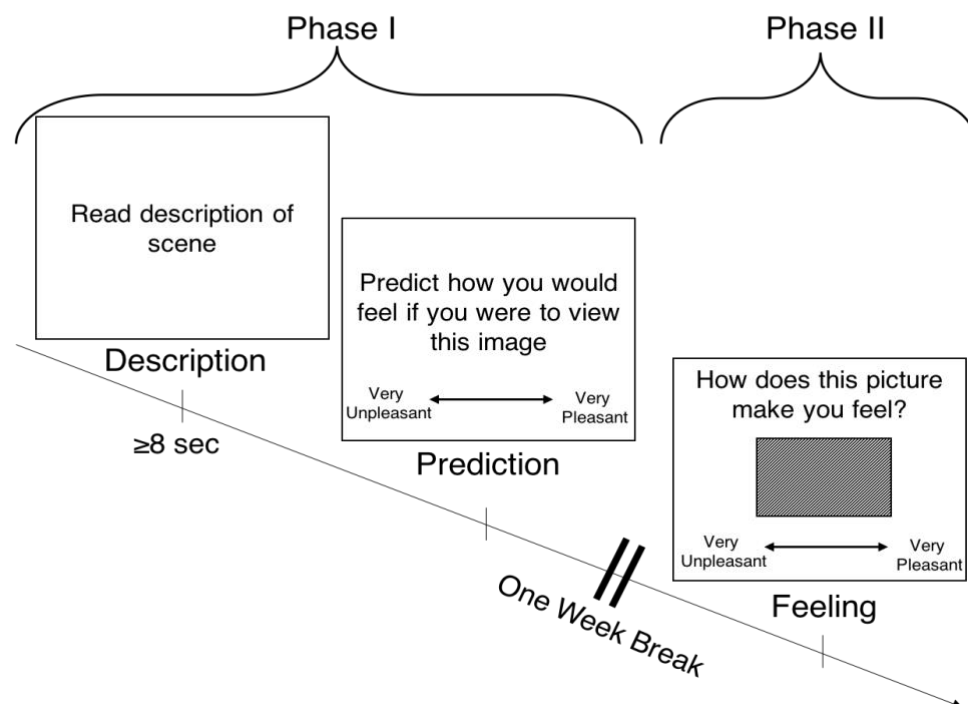 Phase I
Phase II
Read description of
scene
Description
≥8 sec
Predict how you would
feel if you were to view
this image
Very
Unpleasant
Very
Pleasant
Prediction
One Week Break
How does this picture
make you feel?
Very
Unpleasant
Very
Pleasant
Feeling